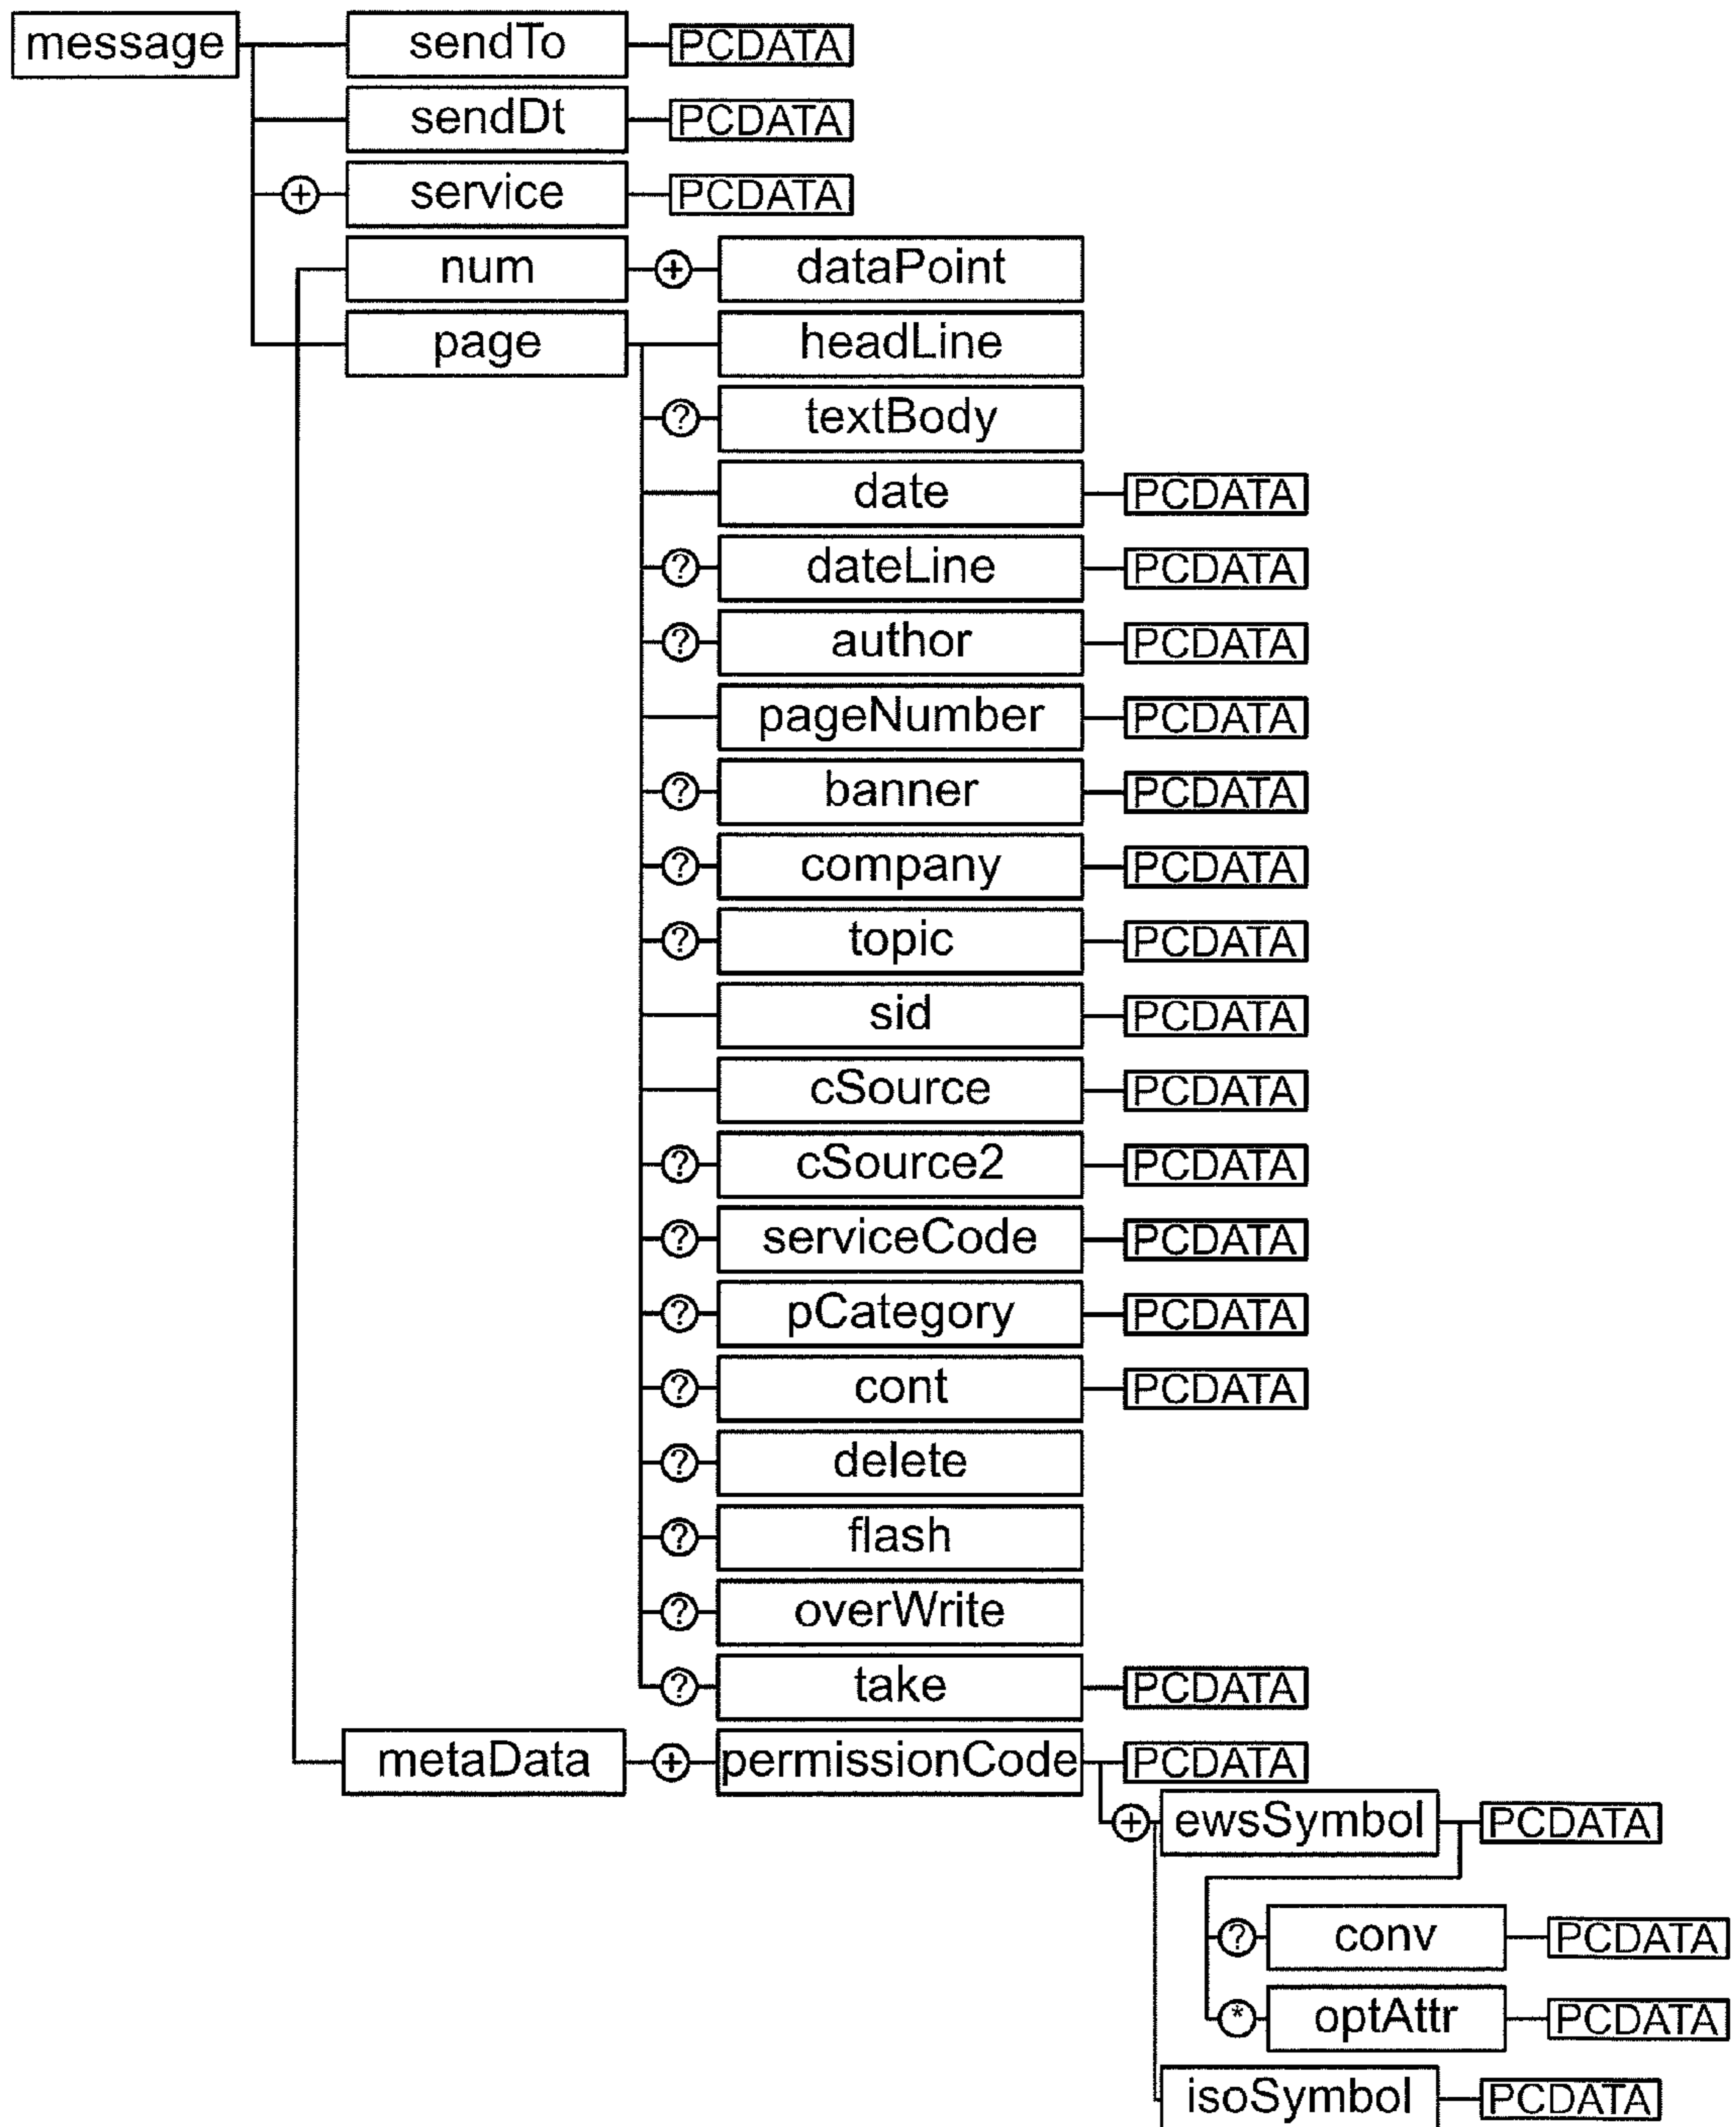 message sendTo PCDATA
sendDt PCDATA
+ service PCDATA
num + dataPoint
page headLine
? textBody
date PCDATA
? dateLine PCDATA
? author PCDATA
pageNumber PCDATA
? banner PCDATA
? company PCDATA
? topic PCDATA
sid PCDATA
cSource PCDATA
? cSource2 PCDATA
? serviceCode PCDATA
? pCategory PCDATA
? cont PCDATA
? delete
? flash
? overWrite
? take PCDATA
metaData + permissionCode PCDATA
+ ewsSymbol PCDATA
? conv PCDATA
* optAttr PCDATA
isoSymbol PCDATA